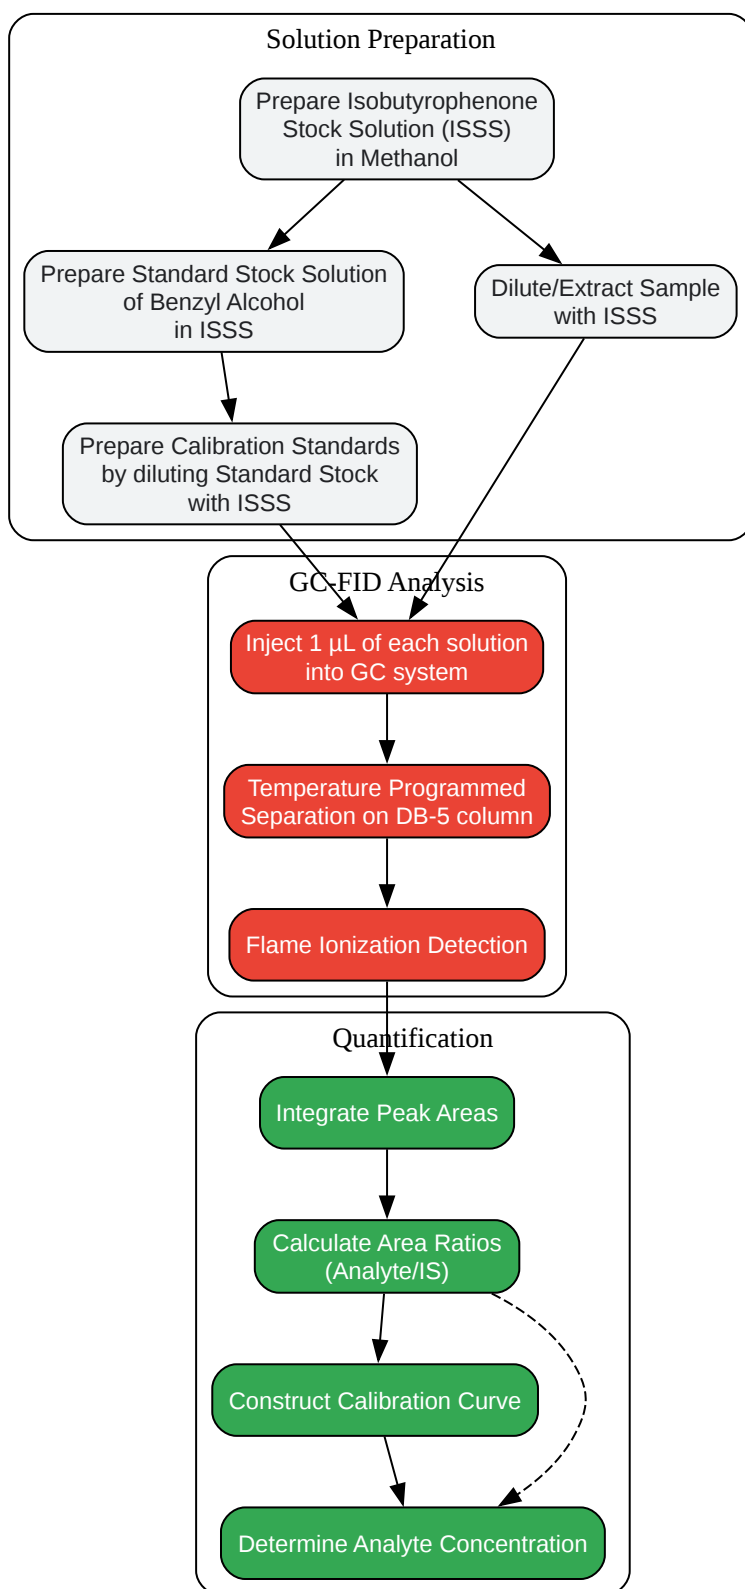 Solution Preparation
Prepare Isobutyrophenone
Stock Solution (ISSS)
in Methanol
Prepare Standard Stock Solution
of Benzyl Alcohol
in ISSS
Dilute/Extract Sample
with ISSS
Prepare Calibration Standards
by diluting Standard Stock
with ISSS
GC-FID Analysis
Inject 1 µL of each solution
into GC system
Temperature Programmed
Separation on DB-5 column
Flame Ionization Detection
Quantification
Integrate Peak Areas
Calculate Area Ratios
(Analyte/IS)
Construct Calibration Curve
Determine Analyte Concentration